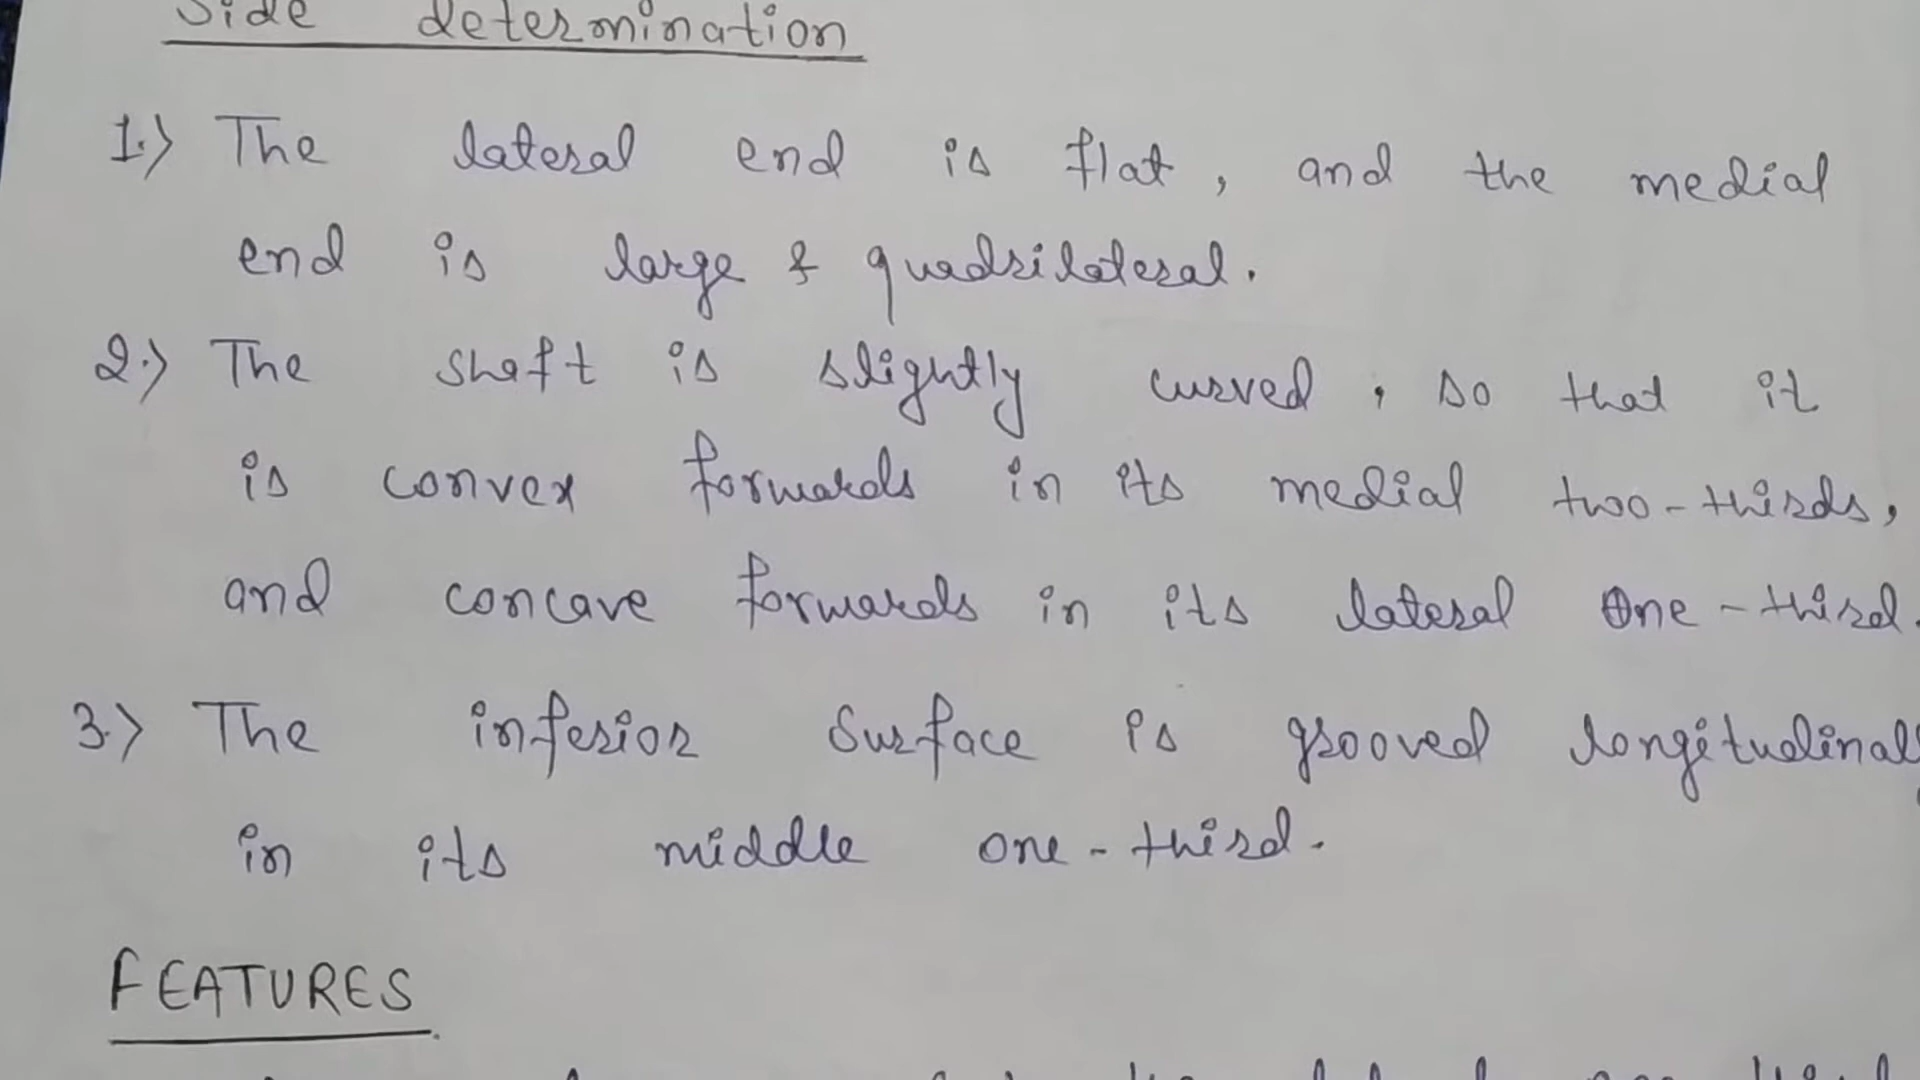 Side determination
1.) The lateral end is flat, and the medial
end is large & quadrilateral.
2.) The shaft is slightly curved, so that it
is convex forwards in its medial two-thirds,
and concave forwards in its lateral one-third.
3.) The inferior surface is grooved longitudinall
in its middle one-third.
FEATURES